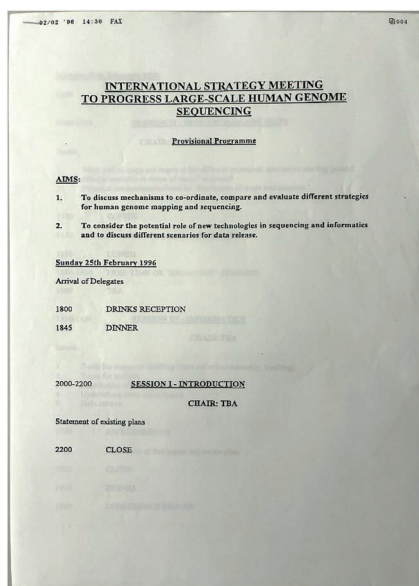 02/02 '96 14:30 FAX 004
INTERNATIONAL STRATEGY MEETING
TO PROGRESS LARGE-SCALE HUMAN GENOME
SEQUENCING
Provisional Programme
AIMS:
1. To discuss mechanisms to co-ordinate, compare and evaluate different strategies
for human genome mapping and sequencing.
2. To consider the potential role of new technologies in sequencing and informatics
and to discuss different scenarios for data release.
Sunday 25th February 1996
Arrival of Delegates
1800 DRINKS RECEPTION
1845 DINNER
2000-2200 SESSION I - INTRODUCTION
CHAIR: TBA
Statement of existing plans
2200 CLOSE